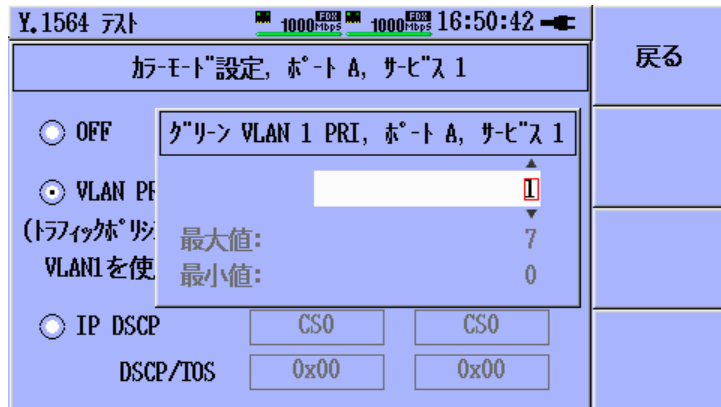 Y.1564 ﾃｽﾄ 1000Mbps FDX 1000Mbps FDX 16:50:42
戻る
ｶﾗｰﾓｰﾄﾞ設定, ﾎﾟｰﾄ A, ｻｰﾋﾞｽ 1
OFF
ｸﾞﾘｰﾝ VLAN 1 PRI, ﾎﾟｰﾄ A, ｻｰﾋﾞｽ 1
1
VLAN PR
(ﾄﾗﾌｨｯｸﾎﾟﾘｼ
最大値: 7
VLAN1を使
最小値: 0
IP DSCP CS0 CS0
DSCP/TOS 0x00 0x00